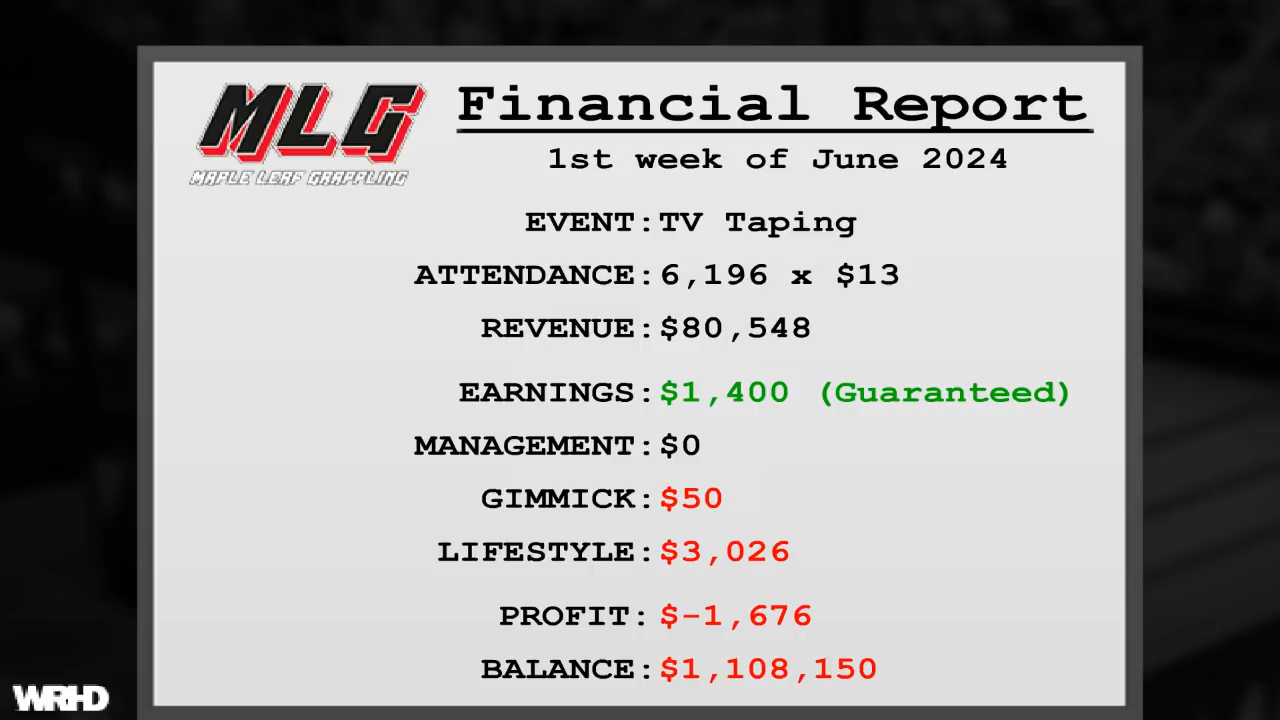 MLG
MAPLE LEAF GRAPPLING
Financial Report
1st week of June 2024
EVENT: TV Taping
ATTENDANCE: 6,196 x $13
REVENUE: $80,548
EARNINGS: $1,400 (Guaranteed)
MANAGEMENT: $0
GIMMICK: $50
LIFESTYLE: $3,026
PROFIT: $-1,676
BALANCE: $1,108,150
WRHD